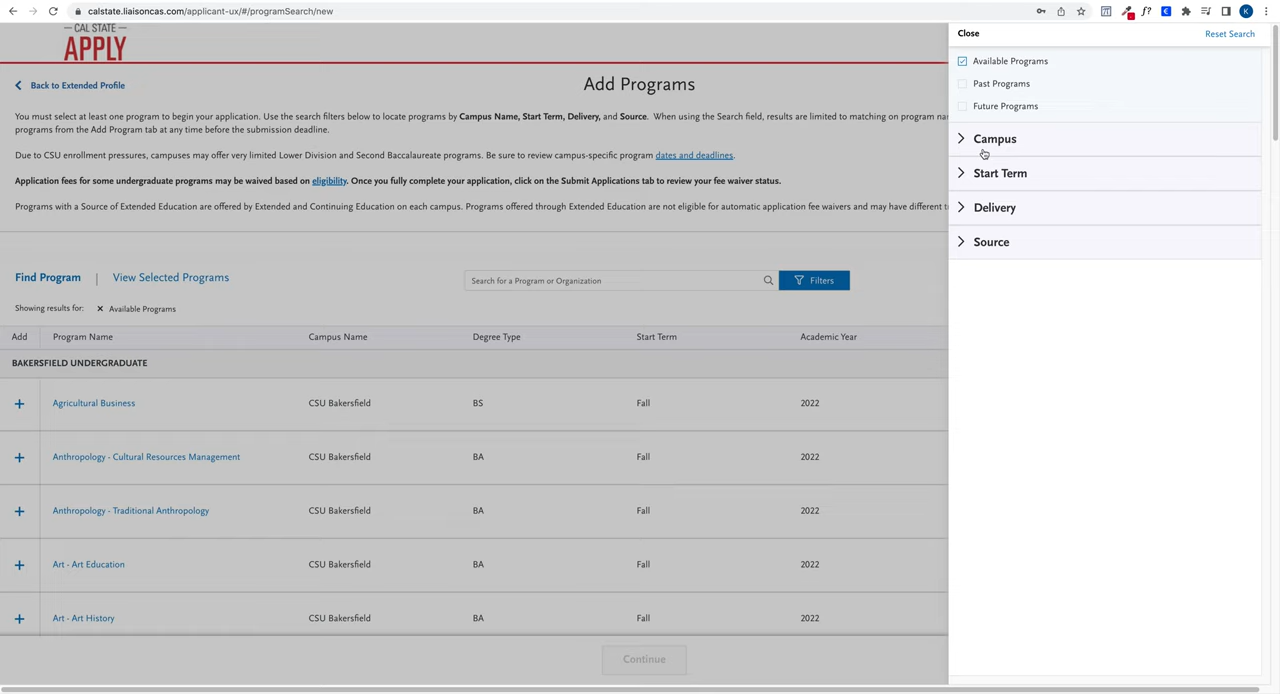 calstate.liaisoncas.com/applicant-ux/#/programSearch/new
CAL STATE
APPLY
Back to Extended Profile
Add Programs
You must select at least one program to begin your application. Use the search filters below to locate programs by Campus Name, Start Term, Delivery, and Source. When using the Search field, results are limited to matching on program nam
programs from the Add Program tab at any time before the submission deadline.
Due to CSU enrollment pressures, campuses may offer very limited Lower Division and Second Baccalaureate programs. Be sure to review campus-specific program dates and deadlines.
Application fees for some undergraduate programs may be waived based on eligibility. Once you fully complete your application, click on the Submit Applications tab to review your fee waiver status.
Programs with a Source of Extended Education are offered by Extended and Continuing Education on each campus. Programs offered through Extended Education are not eligible for automatic application fee waivers and may have different t
Find Program | View Selected Programs
Search for a Program or Organization
Filters
Showing results for: × Available Programs
Add Program Name Campus Name Degree Type Start Term Academic Year
BAKERSFIELD UNDERGRADUATE
+ Agricultural Business CSU Bakersfield BS Fall 2022
+ Anthropology - Cultural Resources Management CSU Bakersfield BA Fall 2022
+ Anthropology - Traditional Anthropology CSU Bakersfield BA Fall 2022
+ Art - Art Education CSU Bakersfield BA Fall 2022
+ Art - Art History CSU Bakersfield BA Fall 2022
Continue
Close Reset Search
Available Programs
Past Programs
Future Programs
Campus
Start Term
Delivery
Source